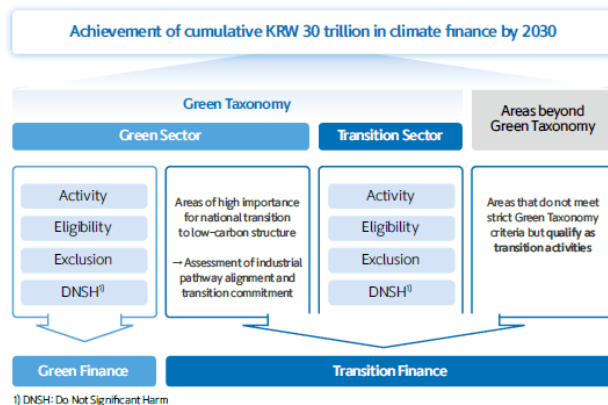 Achievement of cumulative KRW 30 trillion in climate finance by 2030
Green Taxonomy
Areas beyond
Green Taxonomy
Green Sector
Transition Sector
Activity
Eligibility
Exclusion
DNSH1)
Areas of high importance
for national transition
to low-carbon structure
→ Assessment of industrial
pathway alignment and
transition commitment
Activity
Eligibility
Exclusion
DNSH1)
Areas that do not meet
strict Green Taxonomy
criteria but qualify as
transition activities
Green Finance
Transition Finance
1) DNSH: Do Not Significant Harm